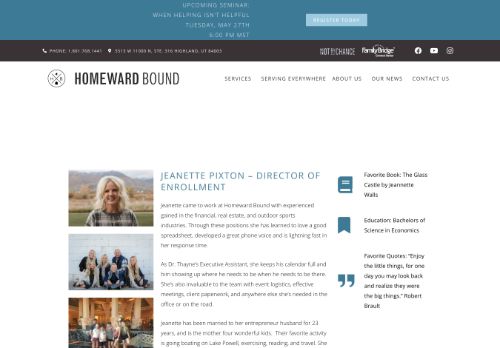 UPCOMING SEMINAR:
WHEN HELPING ISN'T HELPFUL
TUESDAY, MAY 27TH
6:00 PM MST
REGISTER TODAY
PHONE: 1.801.768.1441
5313 W 11000 N, STE. 316 HIGHLAND, UT 84003
NOT BY CHANCE
FamilyBridge
HOMEWARD BOUND
SERVICES
SERVING EVERYWHERE
ABOUT US
OUR NEWS
CONTACT US
JEANETTE PIXTON – DIRECTOR OF
ENROLLMENT
Jeanette came to work at Homeward Bound with experienced
gained in the financial, real estate, and outdoor sports
industries. Through these positions she has learned to love a good
spreadsheet, developed a great phone voice and is lightning fast in
her response time.
As Dr. Thayne's Executive Assistant, she keeps his calendar full and
him showing up where he needs to be when he needs to be there.
She's also invaluable to the team with event logistics, effective
meetings, client paperwork, and anywhere else she's needed in the
office or on the road.
Jeanette has been married to her entrepreneur husband for 23
years, and is the mother four wonderful kids. Their favorite activity
is going boating on Lake Powell, exercising, reading, and travel. She
Favorite Book: The Glass
Castle by Jeannette
Walls
Education: Bachelors of
Science in Economics
Favorite Quotes: "Enjoy
the little things, for one
day you may look back
and realize they were
the big things." Robert
Brault